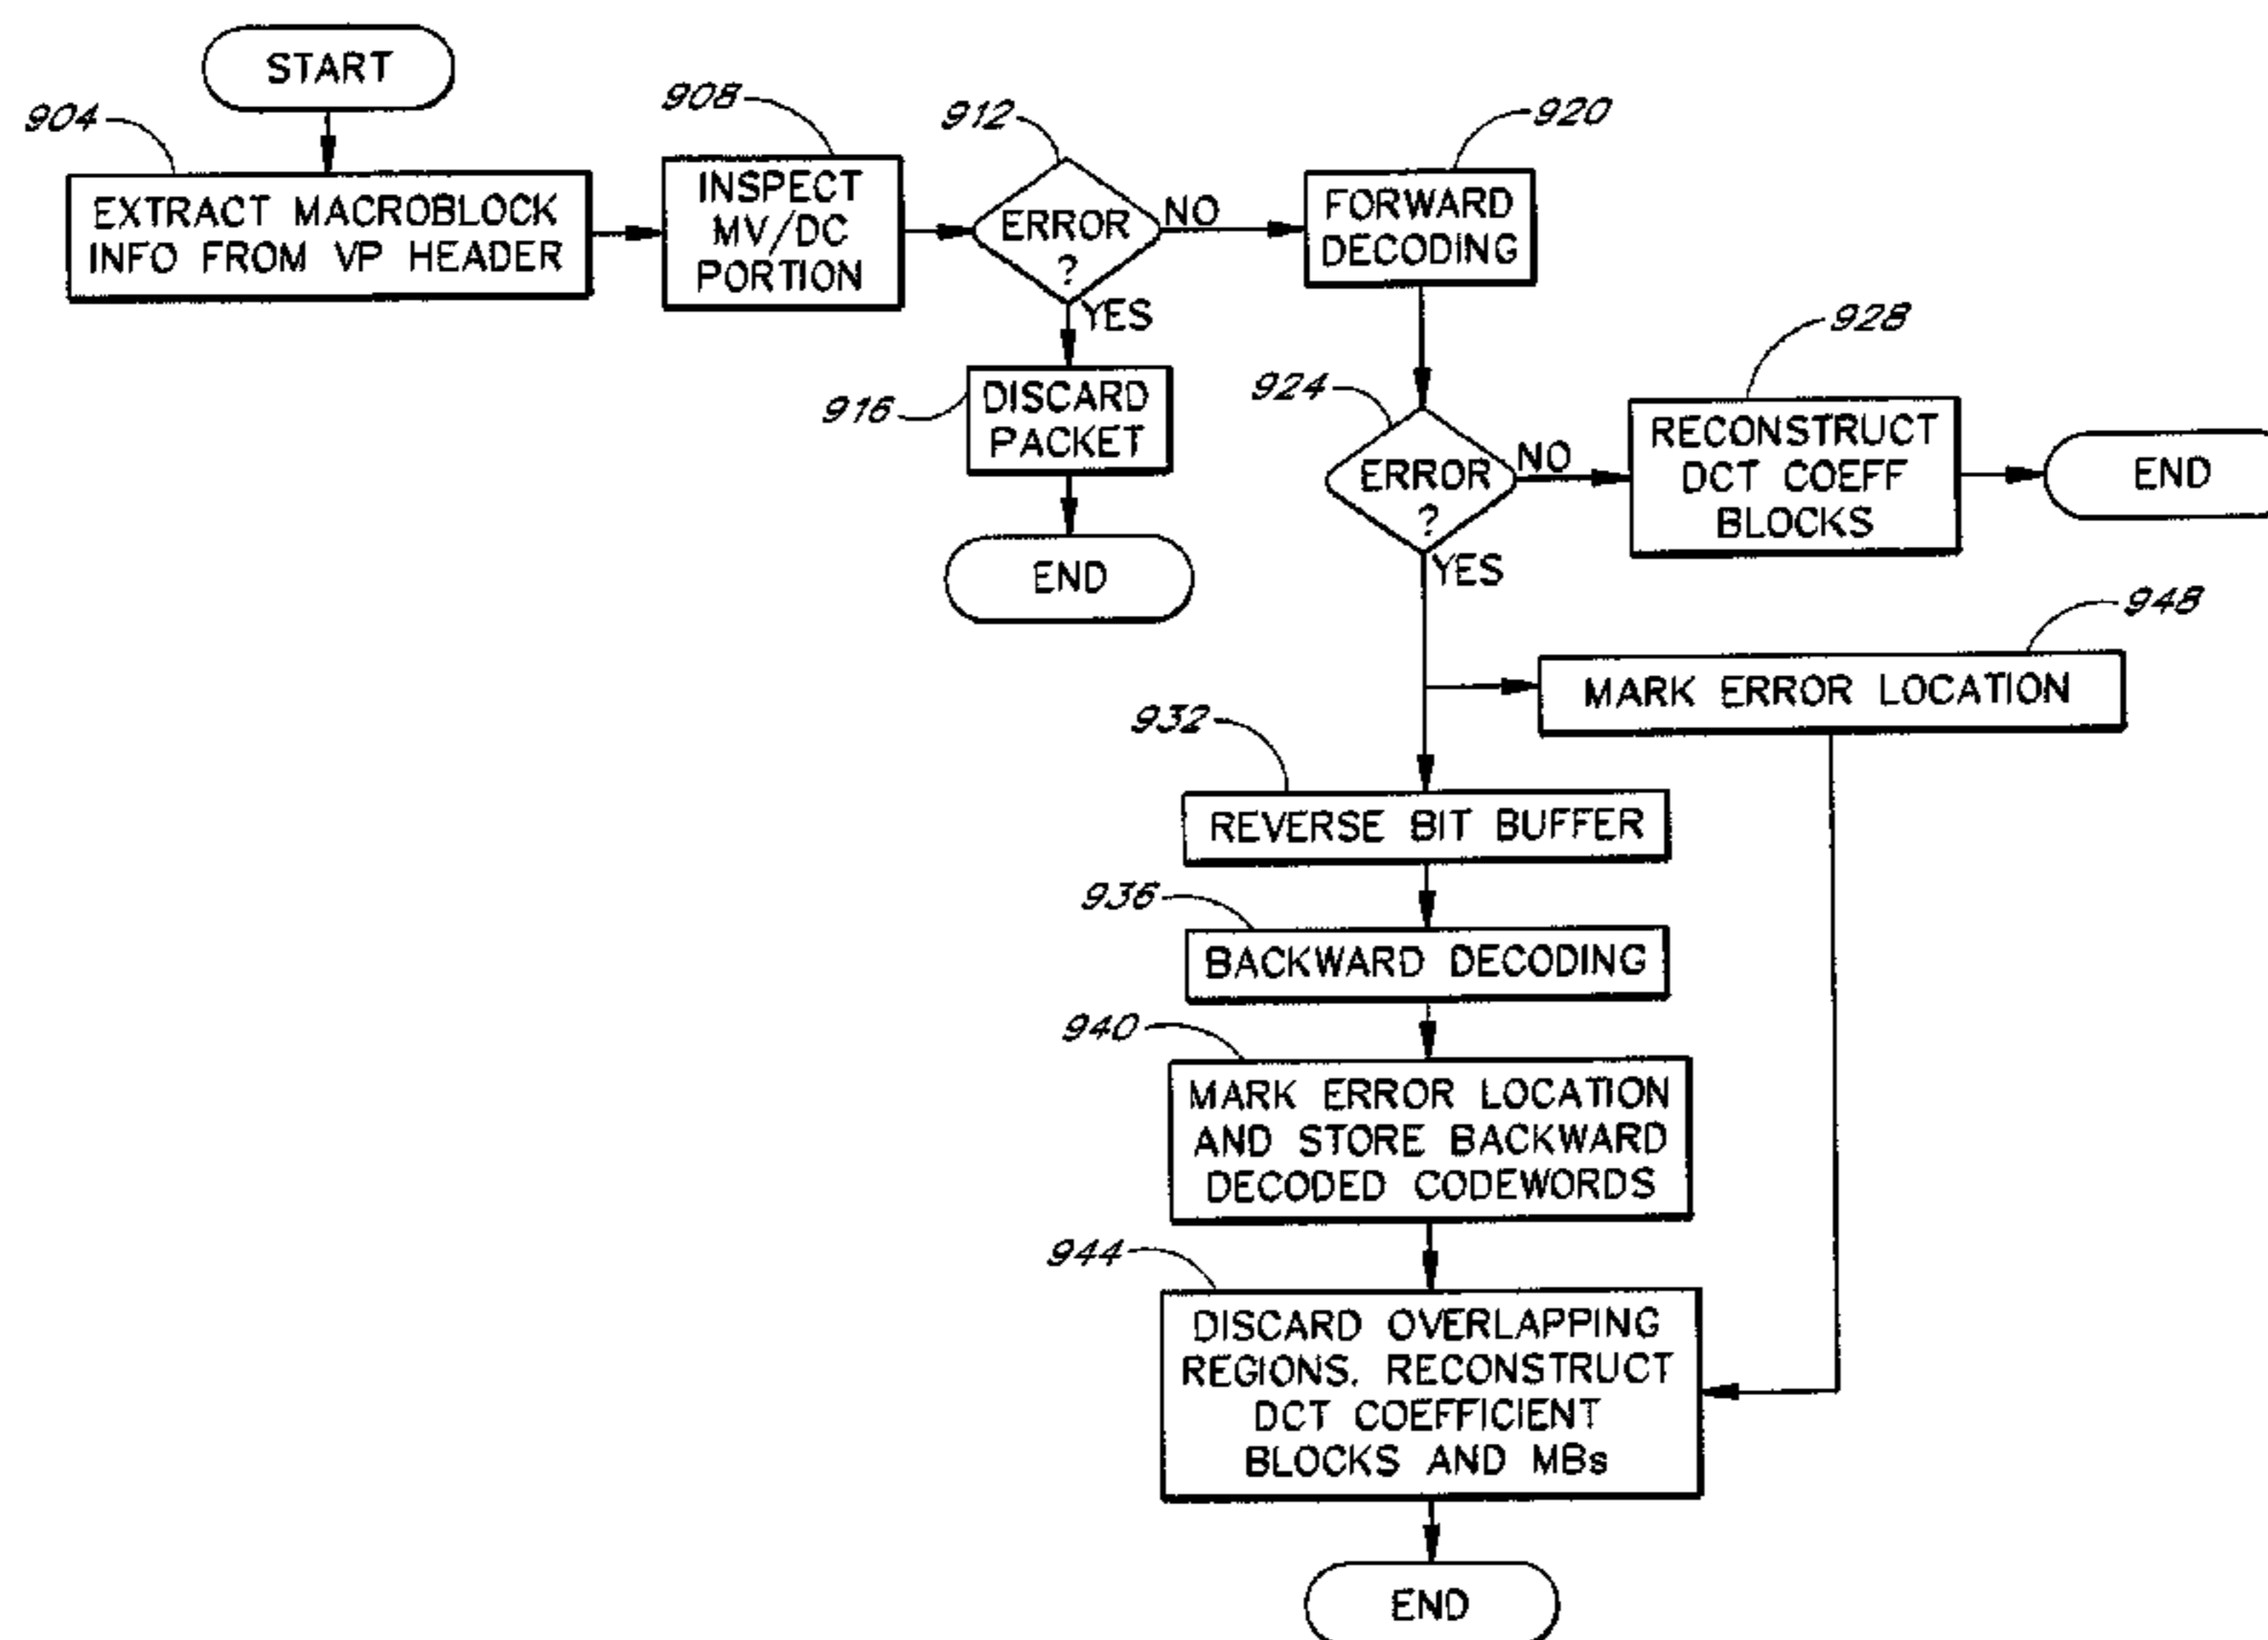 START
904
EXTRACT MACROBLOCK
INFO FROM VP HEADER
908
INSPECT
MV/DC
PORTION
912
ERROR
?
NO
YES
916
DISCARD
PACKET
END
920
FORWARD
DECODING
924
ERROR
?
NO
YES
928
RECONSTRUCT
DCT COEFF
BLOCKS
END
948
MARK ERROR LOCATION
932
REVERSE BIT BUFFER
936
BACKWARD DECODING
940
MARK ERROR LOCATION
AND STORE BACKWARD
DECODED CODEWORDS
944
DISCARD OVERLAPPING
REGIONS. RECONSTRUCT
DCT COEFFICIENT
BLOCKS AND MBs
END